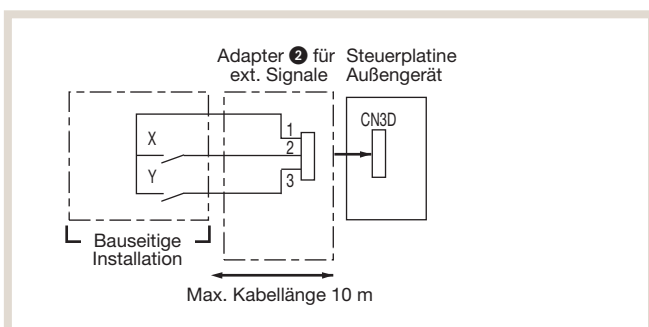 Adapter ❷ für
ext. Signale
Steuerplatine
Außengerät
CN3D
X
Y
1
2
3
Bauseitige
Installation
Max. Kabellänge 10 m